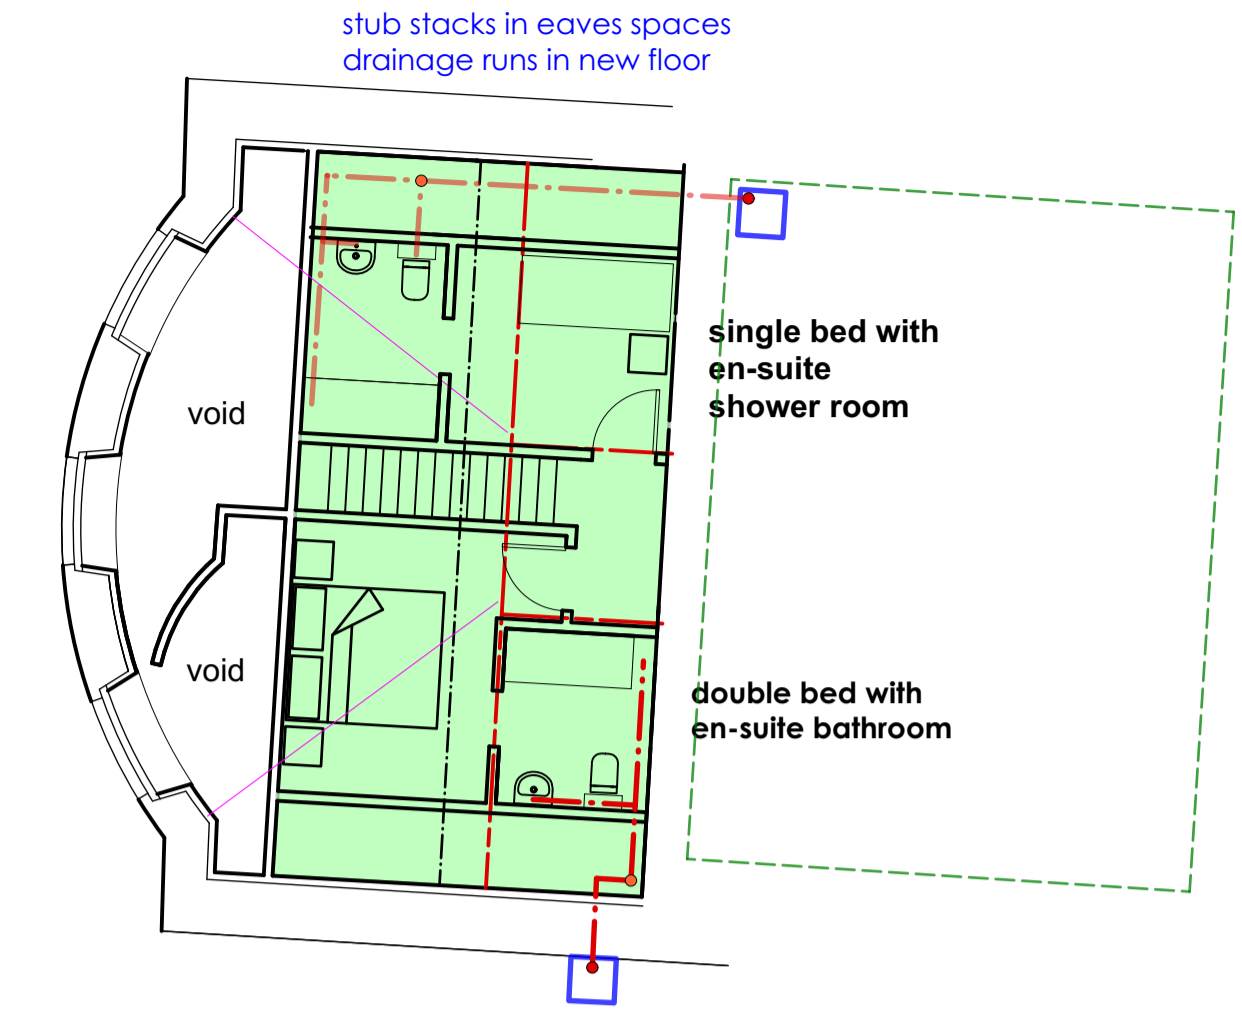 stub stacks in eaves spaces
drainage runs in new floor
single bed with
en-suite
shower room
void
void
double bed with
en-suite bathroom